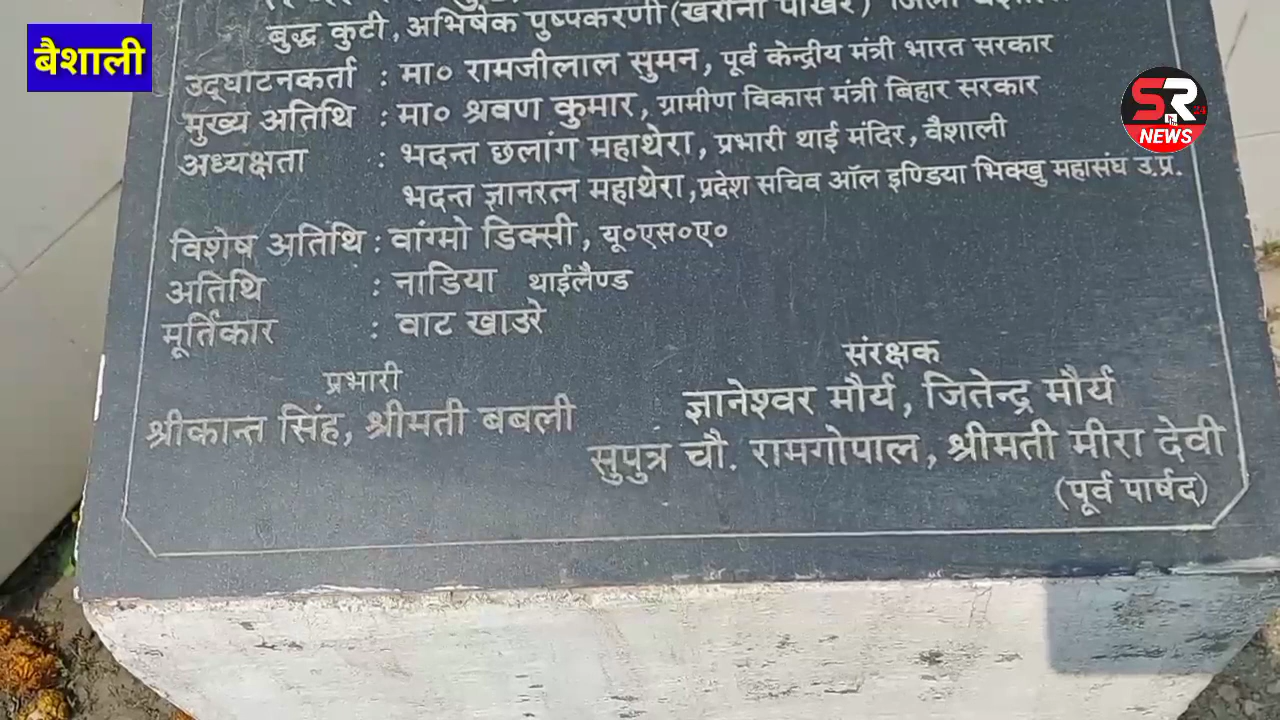 बैशाली
SR 24
NEWS
बुद्ध कुटी, अभिषेक पुष्पकरणी (खरौना पोखर) जिला
उद्घाटनकर्ता : मा० रामजीलाल सुमन, पूर्व केन्द्रीय मंत्री भारत सरकार
मुख्य अतिथि : मा० श्रवण कुमार, ग्रामीण विकास मंत्री बिहार सरकार
अध्यक्षता : भदन्त छलांग महाथेरा, प्रभारी थाई मंदिर, वैशाली
भदन्त ज्ञानरत्न महाथेरा, प्रदेश सचिव ऑल इण्डिया भिक्खु महासंघ उ.प्र.
विशेष अतिथि : वांग्मो डिक्सी, यू०एस०ए०
अतिथि : नाडिया थाईलैण्ड
मूर्तिकार : वाट खाउरे
प्रभारी
श्रीकान्त सिंह, श्रीमती बबली
संरक्षक
ज्ञानेश्वर मौर्य, जितेन्द्र मौर्य
सुपुत्र चौ. रामगोपाल, श्रीमती मीरा देवी
(पूर्व पार्षद)